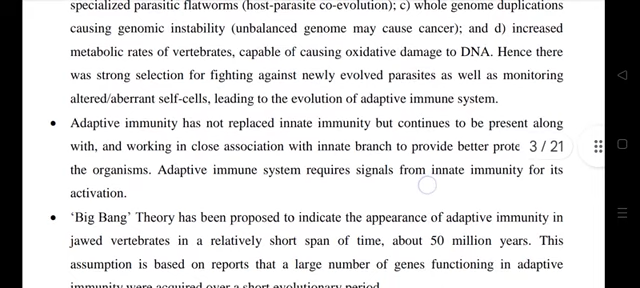 specialized parasitic flatworms (host-parasite co-evolution); c) whole genome duplications
causing genomic instability (unbalanced genome may cause cancer); and d) increased
metabolic rates of vertebrates, capable of causing oxidative damage to DNA. Hence there
was strong selection for fighting against newly evolved parasites as well as monitoring
altered/aberrant self-cells, leading to the evolution of adaptive immune system.
• Adaptive immunity has not replaced innate immunity but continues to be present along
with, and working in close association with innate branch to provide better prote 3 / 21
the organisms. Adaptive immune system requires signals from innate immunity for its
activation.
• ‘Big Bang’ Theory has been proposed to indicate the appearance of adaptive immunity in
jawed vertebrates in a relatively short span of time, about 50 million years. This
assumption is based on reports that a large number of genes functioning in adaptive
immunity were acquired over a short evolutionary period.